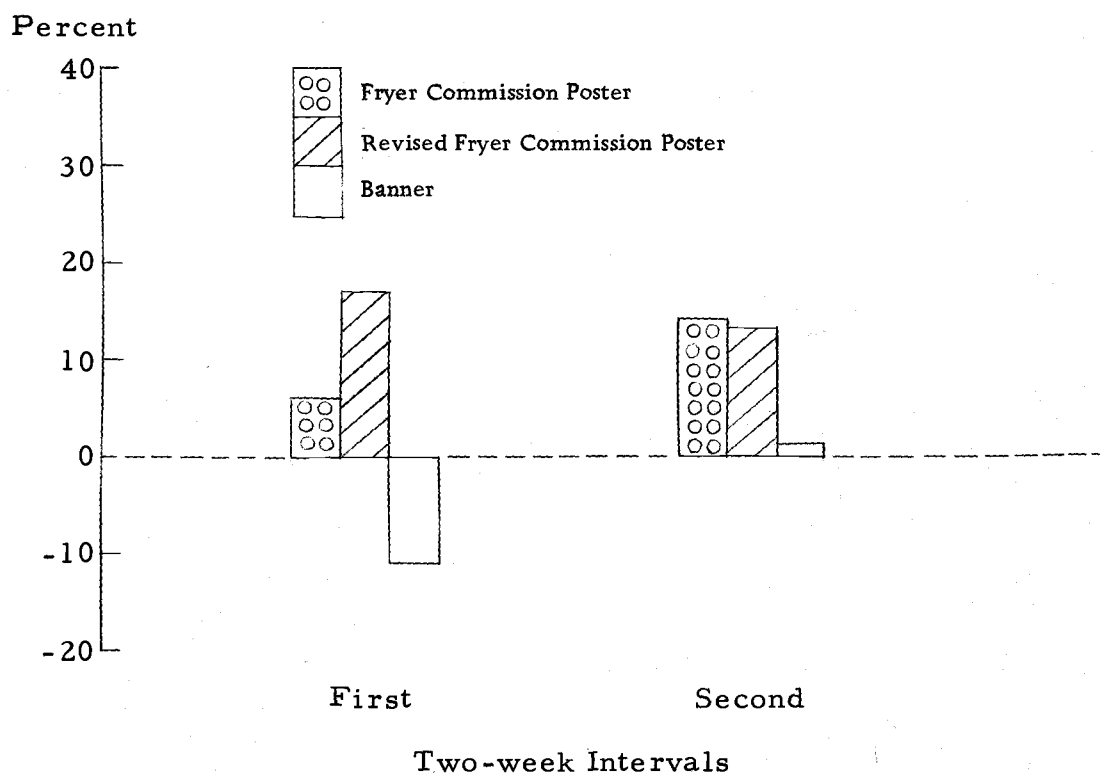 Percent
40
30
20
10
0
-10
-20
Fryer Commission Poster
Revised Fryer Commission Poster
Banner
First
Second
Two-week Intervals